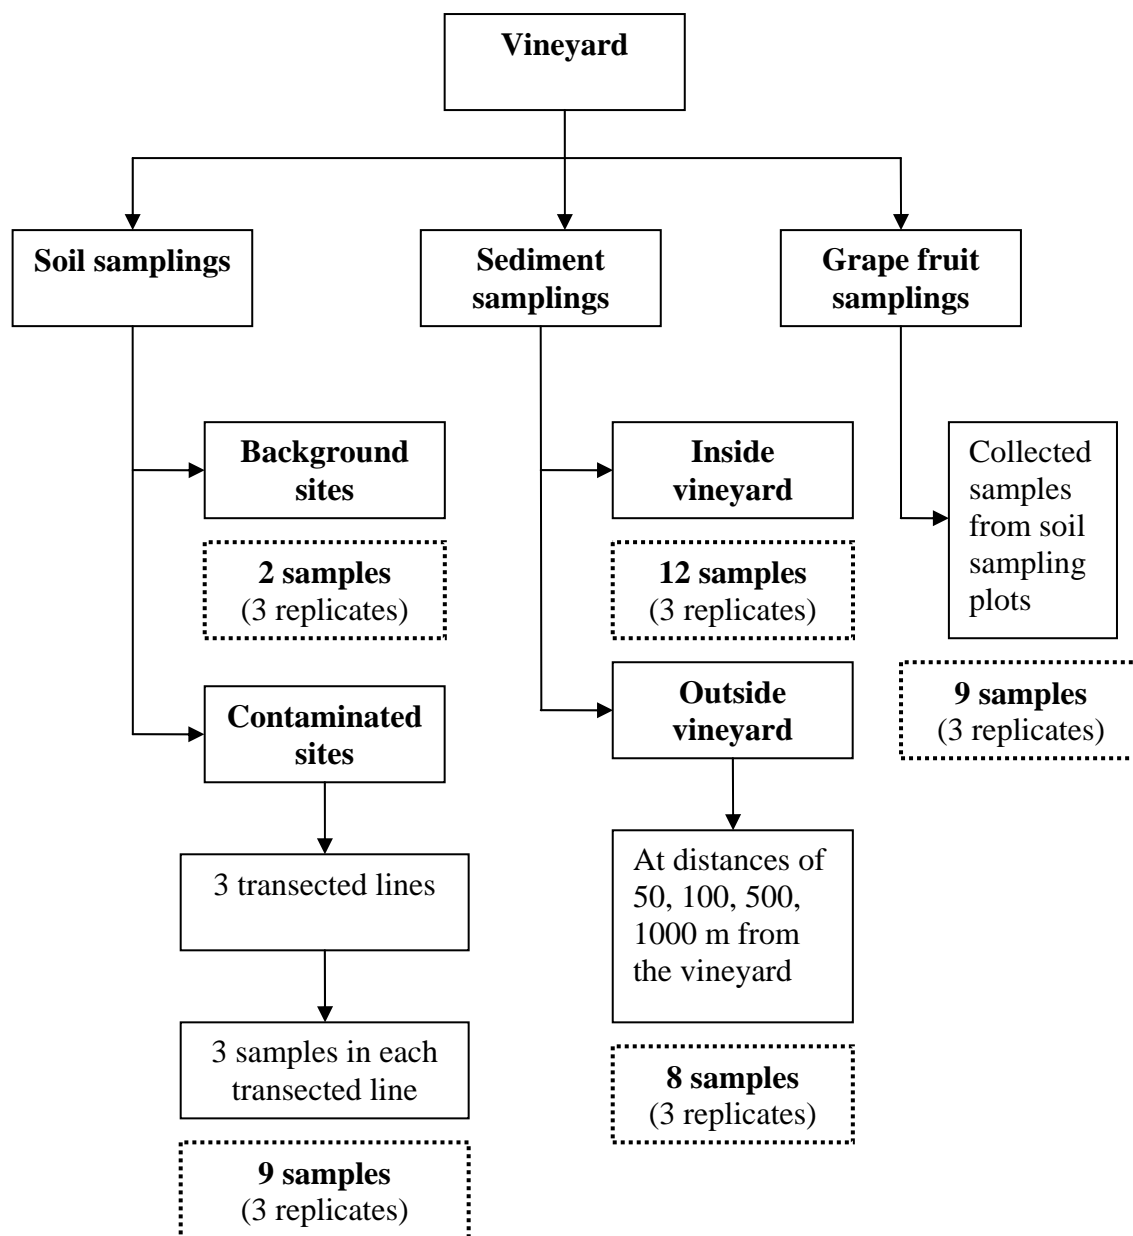 Vineyard
Soil samplings
Sediment
samplings
Grape fruit
samplings
Background
sites
2 samples
(3 replicates)
Contaminated
sites
3 transected lines
3 samples in each
transected line
9 samples
(3 replicates)
Inside
vineyard
12 samples
(3 replicates)
Outside
vineyard
At distances of
50, 100, 500,
1000 m from
the vineyard
8 samples
(3 replicates)
Collected
samples
from soil
sampling
plots
9 samples
(3 replicates)